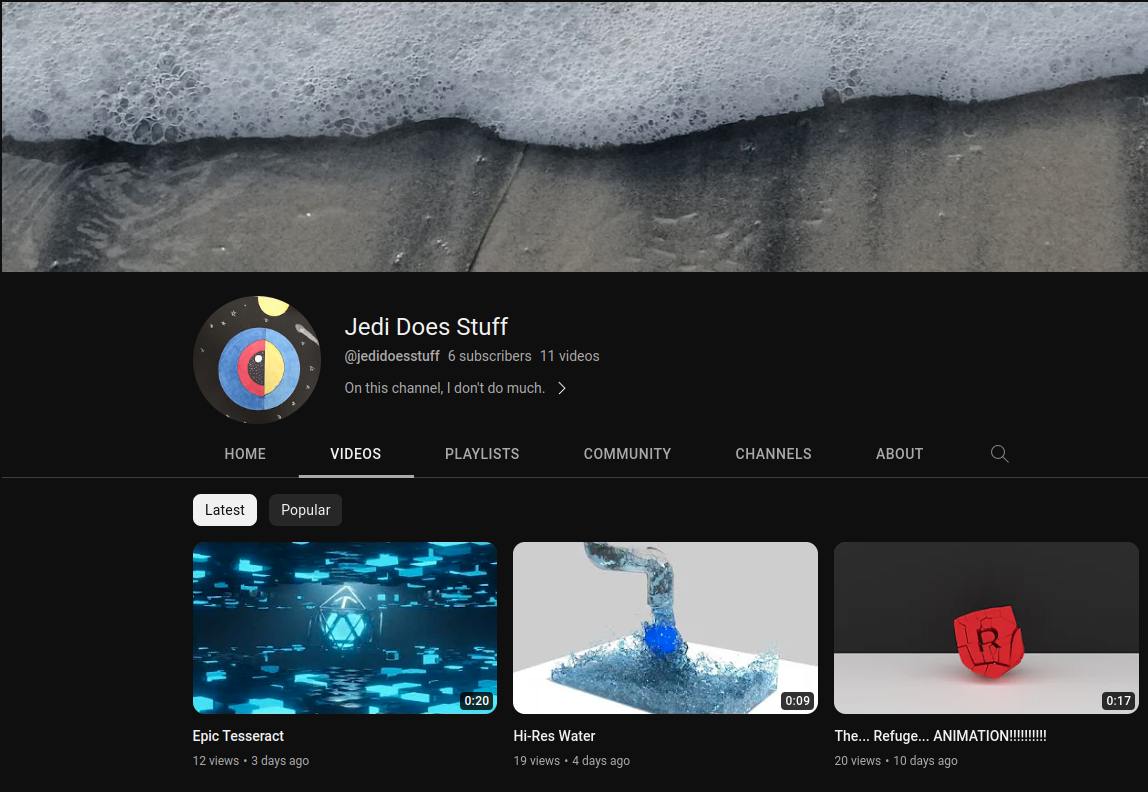 Jedi Does Stuff
@jedidoesstuff 6 subscribers 11 videos
On this channel, I don't do much.
HOME VIDEOS PLAYLISTS COMMUNITY CHANNELS ABOUT
Latest Popular
0:20 0:09 R 0:17
Epic Tesseract Hi-Res Water The... Refuge... ANIMATION!!!!!!!!!!
12 views • 3 days ago 19 views • 4 days ago 20 views • 10 days ago